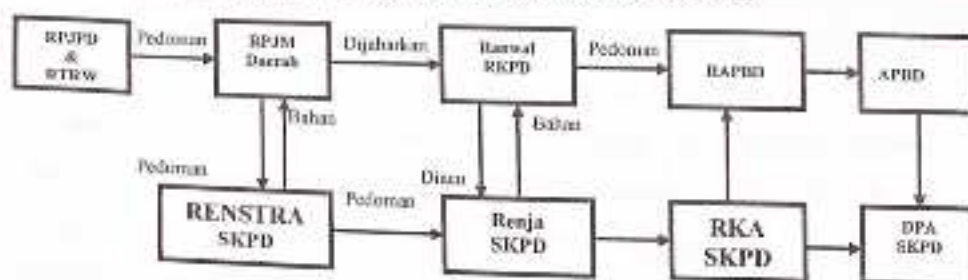 RPJPD
&
RTRW
Pedoman
RPJM
Daerah
Dijabarkan
Ranwal
RKPD
Pedoman
RAPBD
APBD
Bahan
Bahan
Pedoman
RENSTRA
SKPD
Pedoman
Renja
SKPD
RKA
SKPD
DPA
SKPD